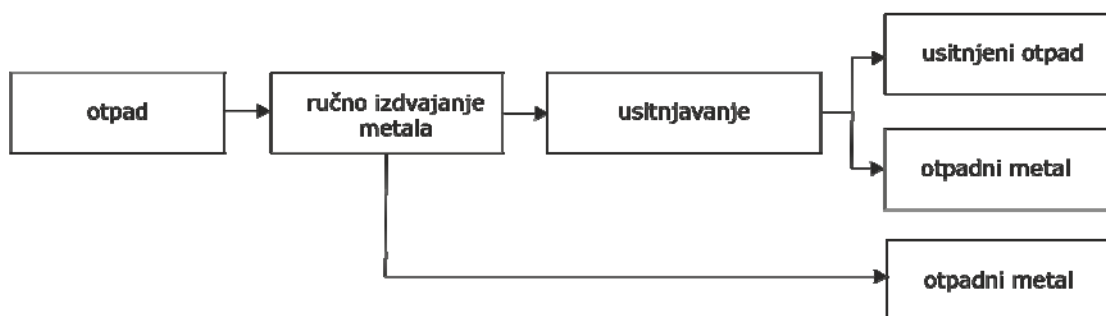 otpad
ručno izdvajanje
metala
usitnjavanje
usitnjeni otpad
otpadni metal
otpadni metal